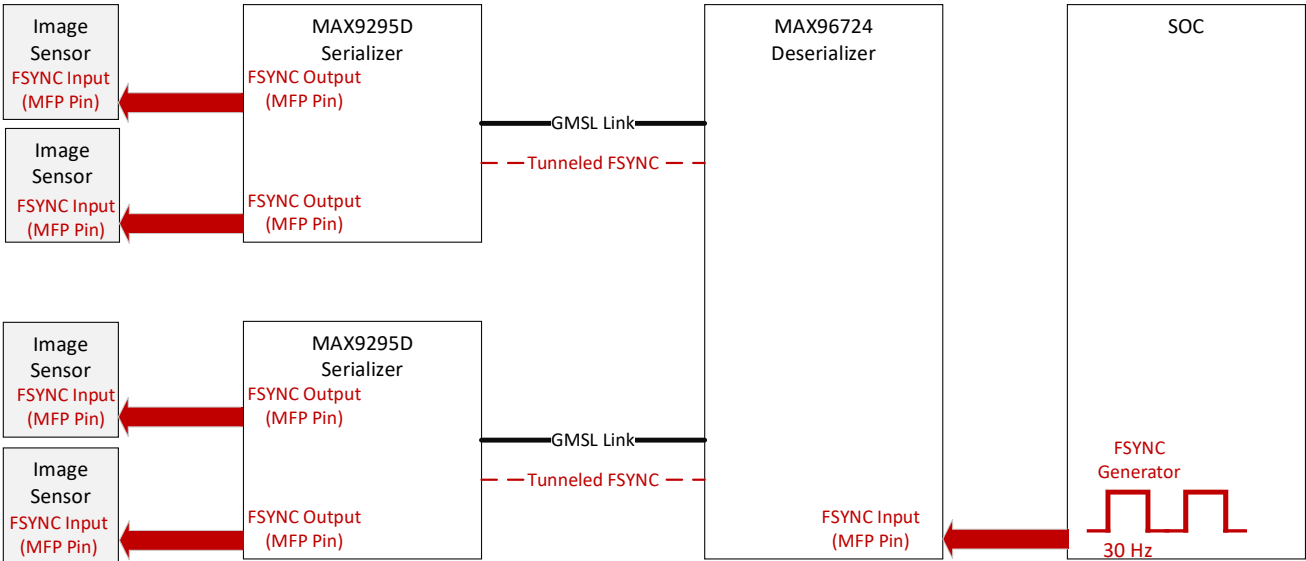 Image
Sensor
FSYNC Input
(MFP Pin)
Image
Sensor
FSYNC Input
(MFP Pin)
MAX9295D
Serializer
FSYNC Output
(MFP Pin)
FSYNC Output
(MFP Pin)
GMSL Link
Tunneled FSYNC
Image
Sensor
FSYNC Input
(MFP Pin)
Image
Sensor
FSYNC Input
(MFP Pin)
MAX9295D
Serializer
FSYNC Output
(MFP Pin)
FSYNC Output
(MFP Pin)
GMSL Link
Tunneled FSYNC
MAX96724
Deserializer
FSYNC Input
(MFP Pin)
SOC
FSYNC
Generator
30 Hz